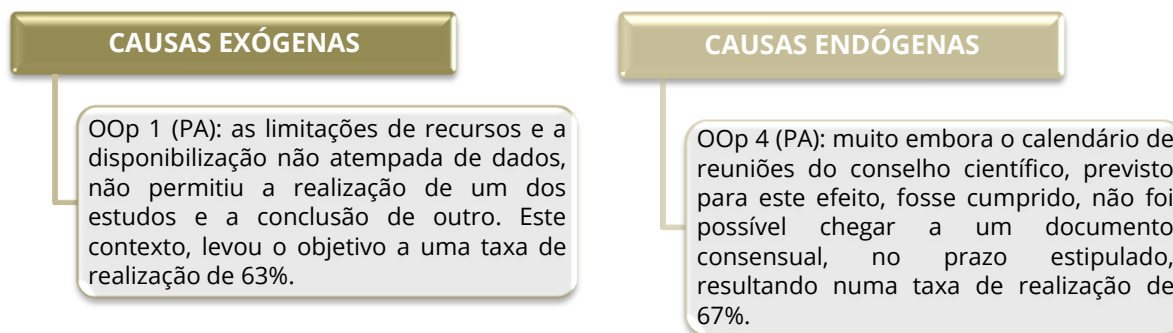 CAUSAS EXÓGENAS
OOp 1 (PA): as limitações de recursos e a
disponibilização não atempada de dados,
não permitiu a realização de um dos
estudos e a conclusão de outro. Este
contexto, levou o objetivo a uma taxa de
realização de 63%.
CAUSAS ENDÓGENAS
OOp 4 (PA): muito embora o calendário de
reuniões do conselho científico, previsto
para este efeito, fosse cumprido, não foi
possível chegar a um documento
consensual, no prazo estipulado,
resultando numa taxa de realização de
67%.